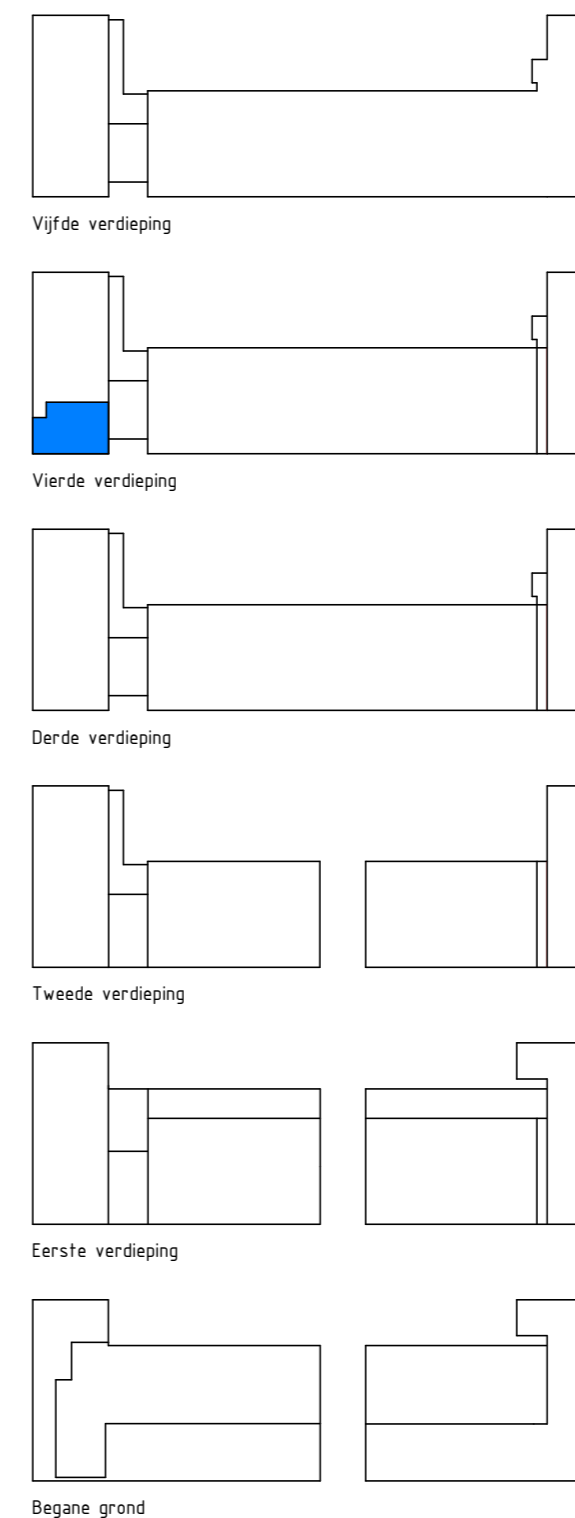 Vijfde verdieping
Vierde verdieping
Derde verdieping
Tweede verdieping
Eerste verdieping
Begane grond